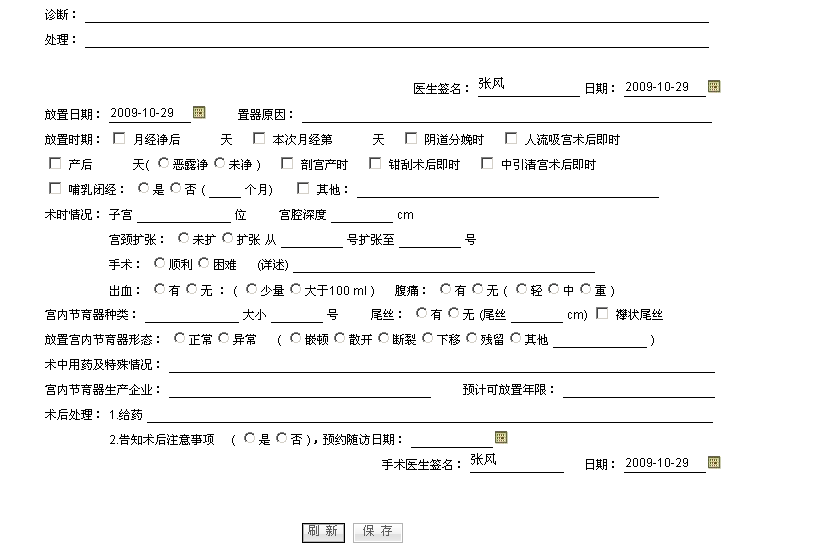 诊断：
处理：
医生签名： 张风 日期： 2009-10-29
放置日期： 2009-10-29 置器原因：
放置时期： 月经净后 天 本次月经第 天 阴道分娩时 人流吸宫术后即时
产后 天( 恶露净 未净 ) 剖宫产时 钳刮术后即时 中引清宫术后即时
哺乳闭经： 是 否 ( 个月) 其他：
术时情况： 子宫 位 宫腔深度 cm
宫颈扩张： 未扩 扩张 从 号扩张至 号
手术： 顺利 困难 (详述)
出血： 有 无 ： ( 少量 大于100 ml ) 腹痛： 有 无 ( 轻 中 重 )
宫内节育器种类： 大小 号 尾丝： 有 无 (尾丝 cm) 襻状尾丝
放置宫内节育器形态： 正常 异常 ( 嵌顿 散开 断裂 下移 残留 其他 )
术中用药及特殊情况：
宫内节育器生产企业： 预计可放置年限：
术后处理： 1.给药
2.告知术后注意事项 ( 是 否 )，预约随访日期：
手术医生签名： 张风 日期： 2009-10-29
刷 新 保 存